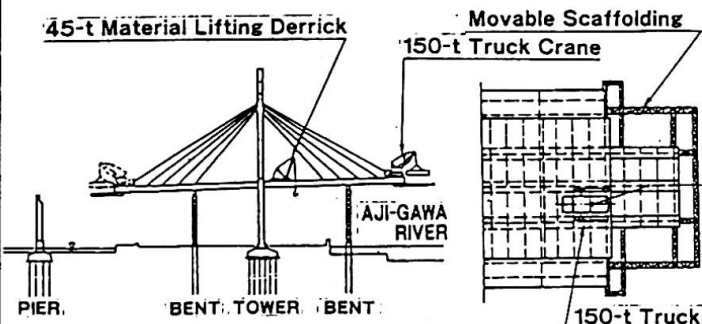 45-t Material Lifting Derrick
150-t Truck Crane
Movable Scaffolding
AJI-GAWA
RIVER
PIER
BENT
TOWER
BENT
150-t Truck